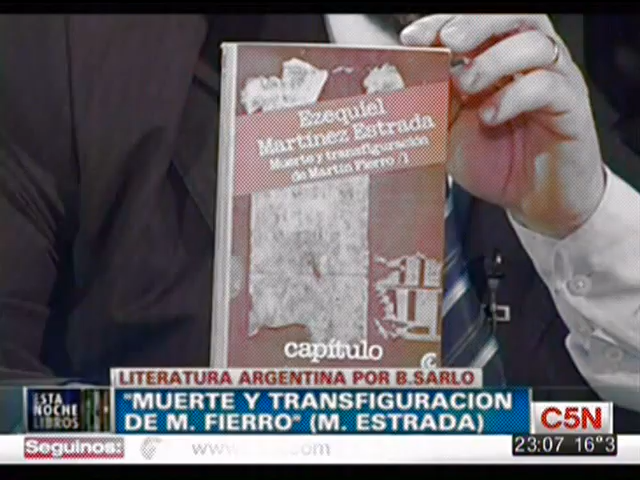 Ezequiel
Martínez Estrada
Muerte y transfiguración
de Martín Fierro/1
capítulo
LITERATURA ARGENTINA POR B.SARLO
ESTA
NOCHE
LIBROS
"MUERTE Y TRANSFIGURACION
DE M. FIERRO" (M. ESTRADA)
C5N
Seguinos:
23:07 16°3